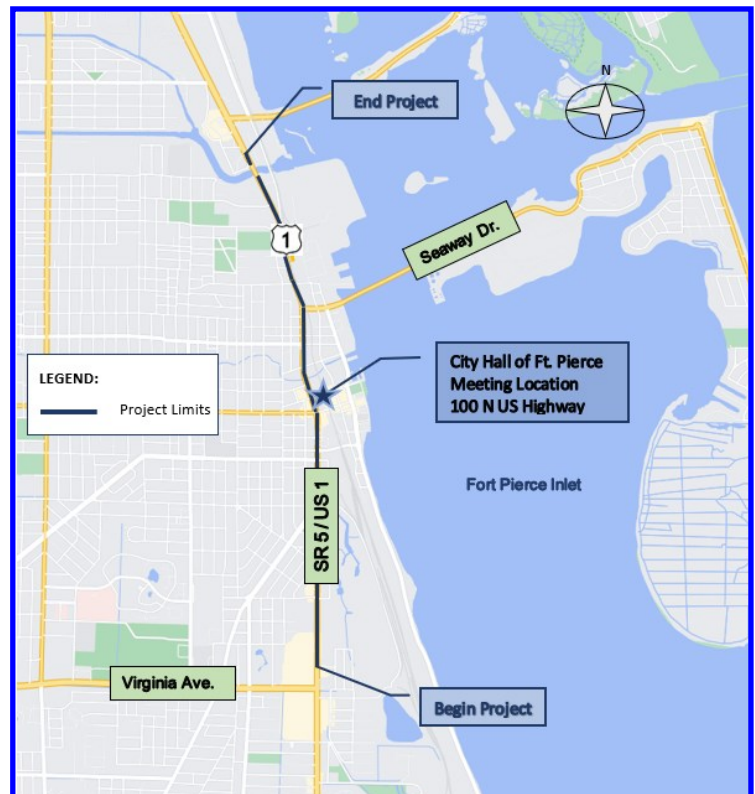 N
End Project
1
Seaway Dr.
City Hall of Ft. Pierce
Meeting Location
100 N US Highway
LEGEND:
Project Limits
Fort Pierce Inlet
SR 5 / US 1
Virginia Ave.
Begin Project